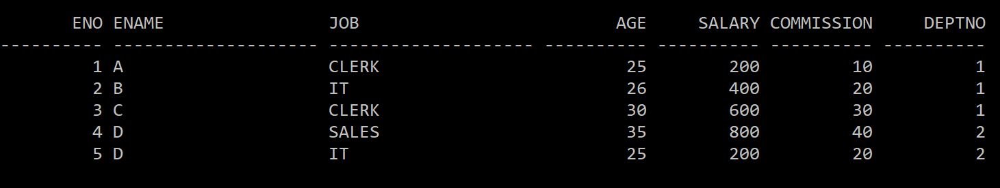 ENO ENAME JOB AGE SALARY COMMISSION DEPTNO
---------- -------------------- -------------------- ---------- ---------- ---------- ----------
1 A CLERK 25 200 10 1
2 B IT 26 400 20 1
3 C CLERK 30 600 30 1
4 D SALES 35 800 40 2
5 D IT 25 200 20 2